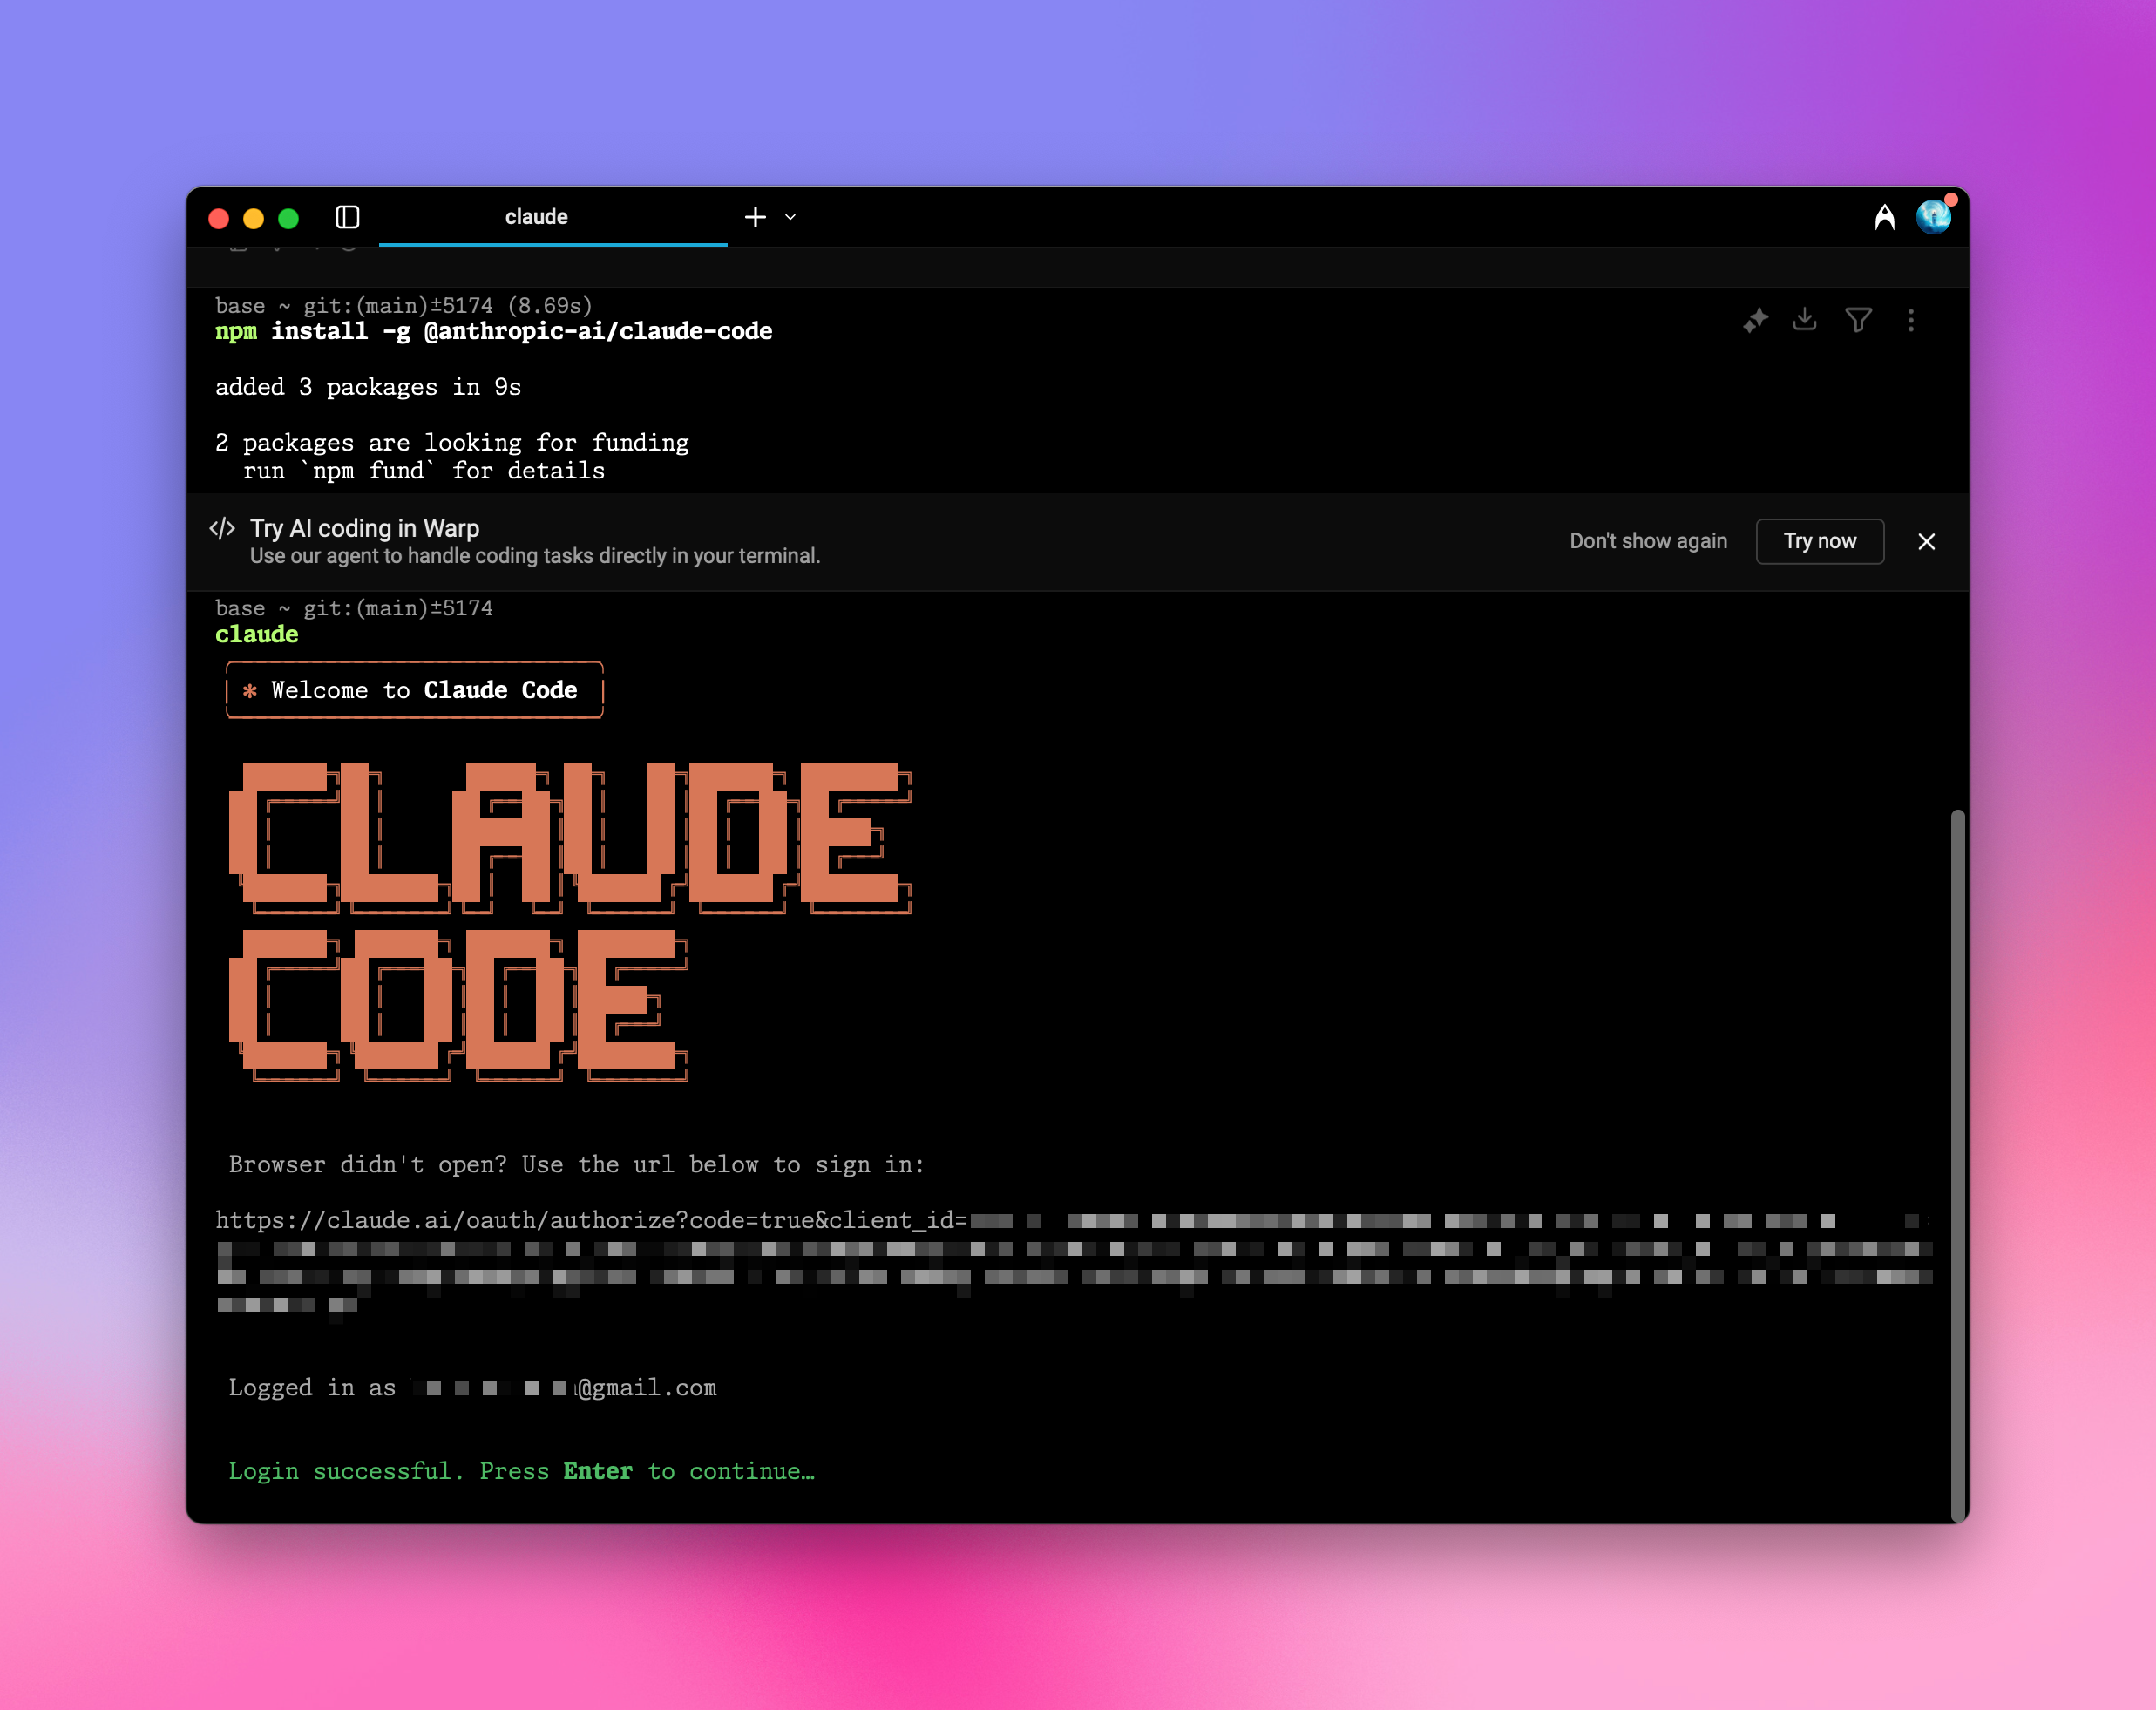 claude
base ~ git:(main)±5174 (8.69s)
npm install -g @anthropic-ai/claude-code
added 3 packages in 9s
2 packages are looking for funding
run `npm fund` for details
Try AI coding in Warp
Use our agent to handle coding tasks directly in your terminal.
Don't show again
Try now
base ~ git:(main)±5174
claude
* Welcome to Claude Code
CLAUDE
CODE
Browser didn't open? Use the url below to sign in:
https://claude.ai/oauth/authorize?code=true&client_id=
Logged in as @gmail.com
Login successful. Press Enter to continue…